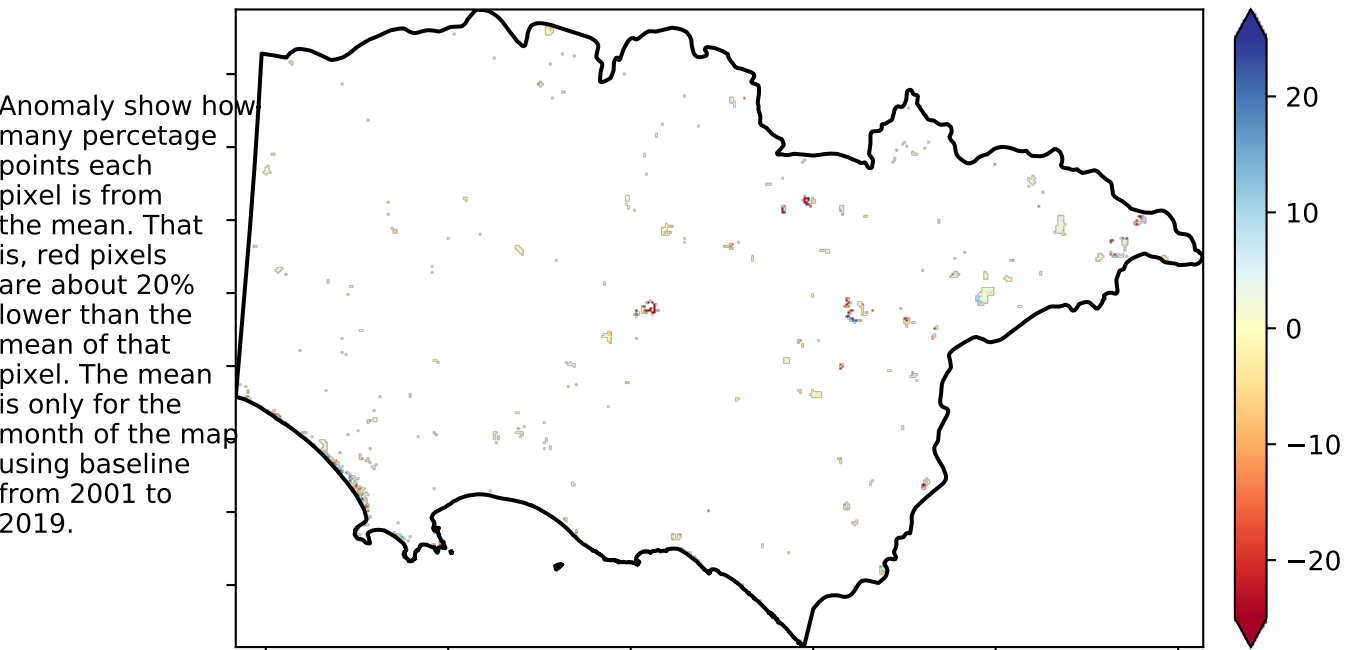 Anomaly show how
many percetage
points each
pixel is from
the mean. That
is, red pixels
are about 20%
lower than the
mean of that
pixel. The mean
is only for the
month of the map
using baseline
from 2001 to
2019.
20
10
0
−10
−20